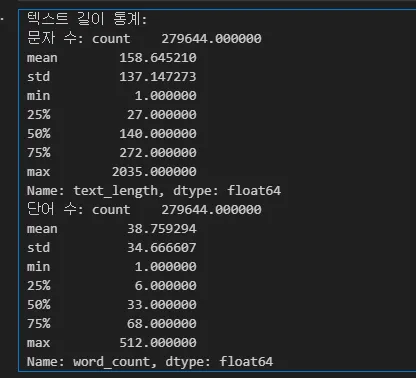 텍스트 길이 통계:
문자 수: count    279644.000000
mean        158.645210
std         137.147273
min           1.000000
25%          27.000000
50%         140.000000
75%         272.000000
max        2035.000000
Name: text_length, dtype: float64
단어 수: count    279644.000000
mean         38.759294
std          34.666607
min           1.000000
25%           6.000000
50%          33.000000
75%          68.000000
max         512.000000
Name: word_count, dtype: float64